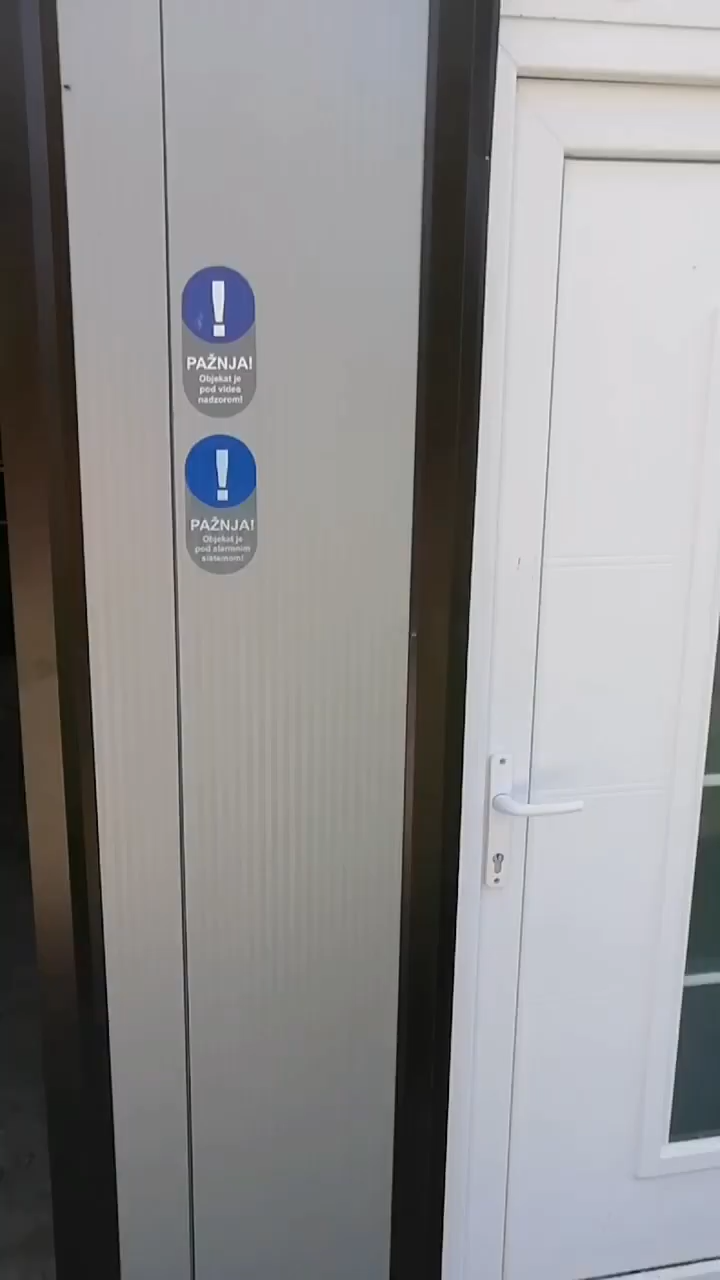 !
PAŽNJA!
Objekat je
pod video
nadzorom!
!
PAŽNJA!
Objekat je
pod alarmnim
sistemom!